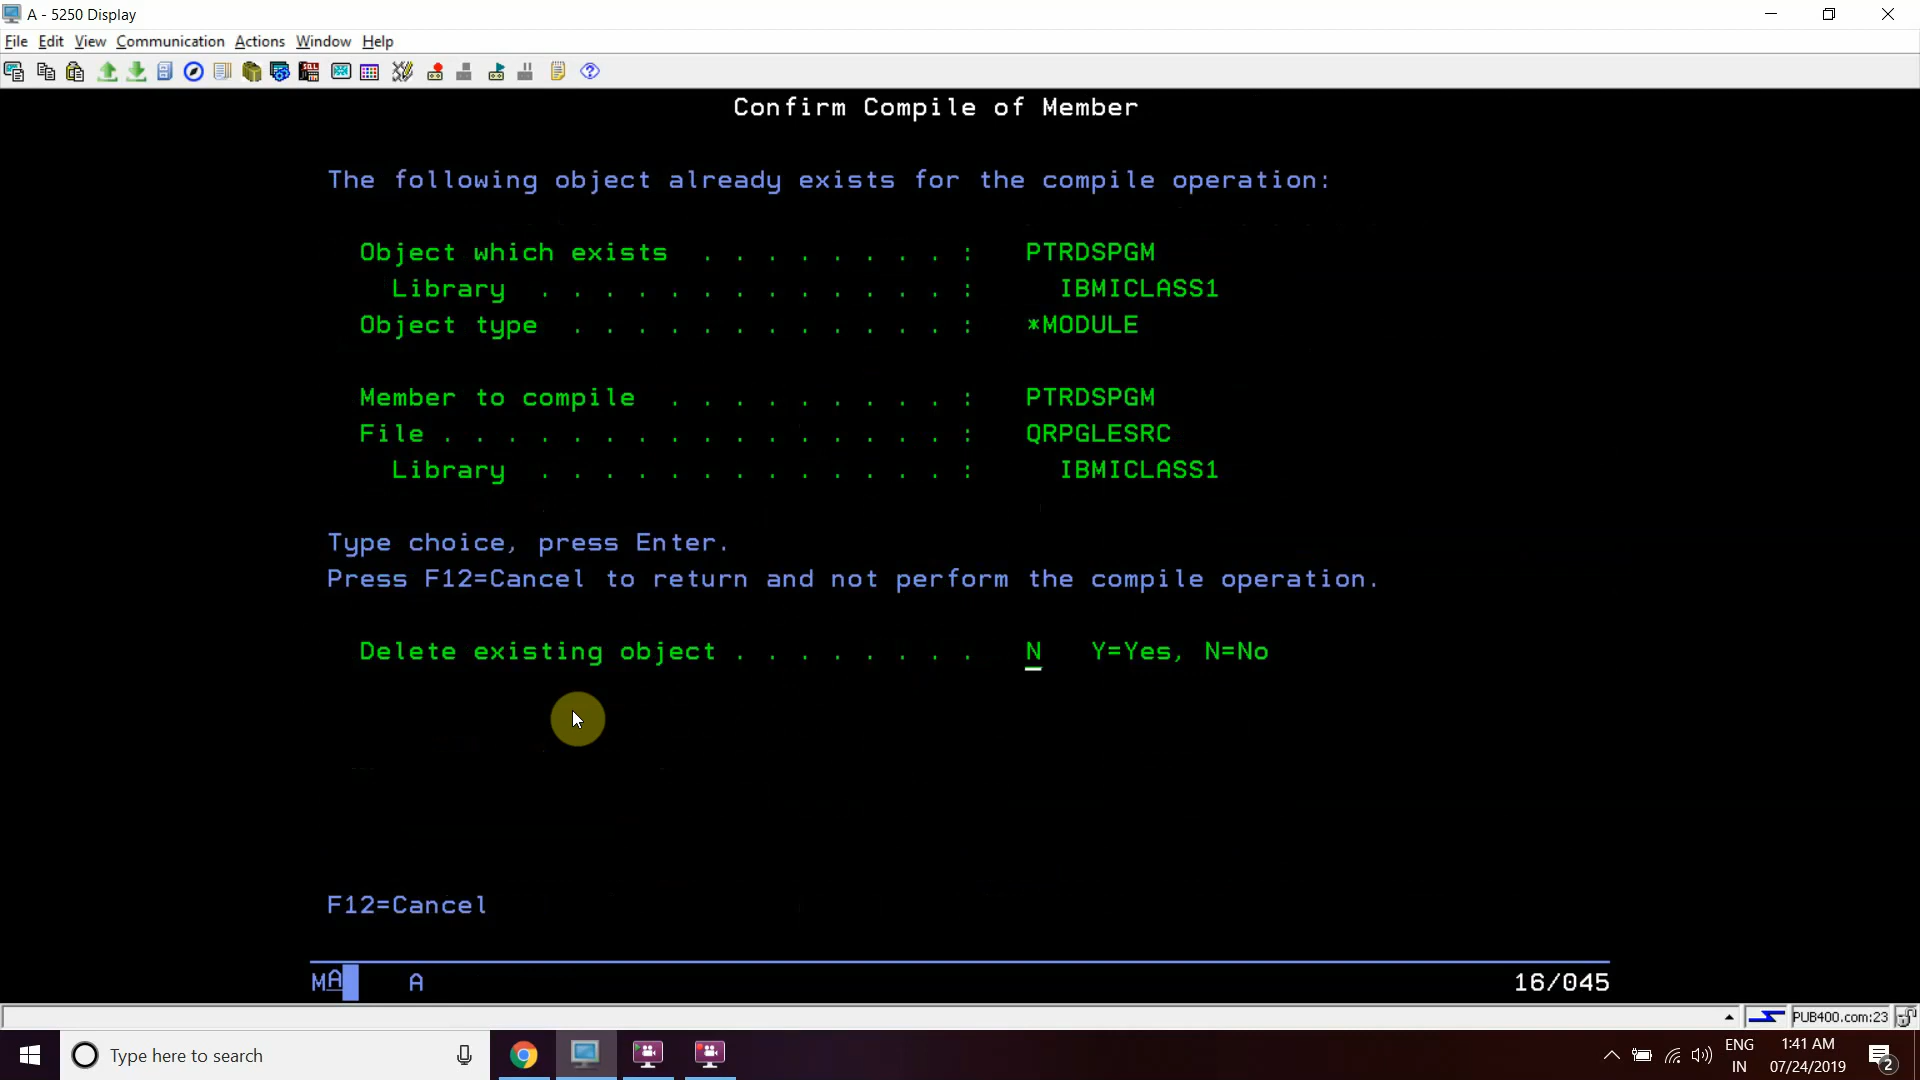 A - 5250 Display
File Edit View Communication Actions Window Help
Confirm Compile of Member
The following object already exists for the compile operation:
Object which exists . . . . . . . . : PTRDSPGM
Library . . . . . . . . . . . . . : IBMICLASS1
Object type . . . . . . . . . . . . : *MODULE
Member to compile . . . . . . . . . : PTRDSPGM
File . . . . . . . . . . . . . . . . : QRPGLESRC
Library . . . . . . . . . . . . . : IBMICLASS1
Type choice, press Enter.
Press F12=Cancel to return and not perform the compile operation.
Delete existing object . . . . . . . . N Y=Yes, N=No
F12=Cancel
MA A 16/045
PUB400.com:23
Type here to search
ENG
IN
1:41 AM
07/24/2019
2